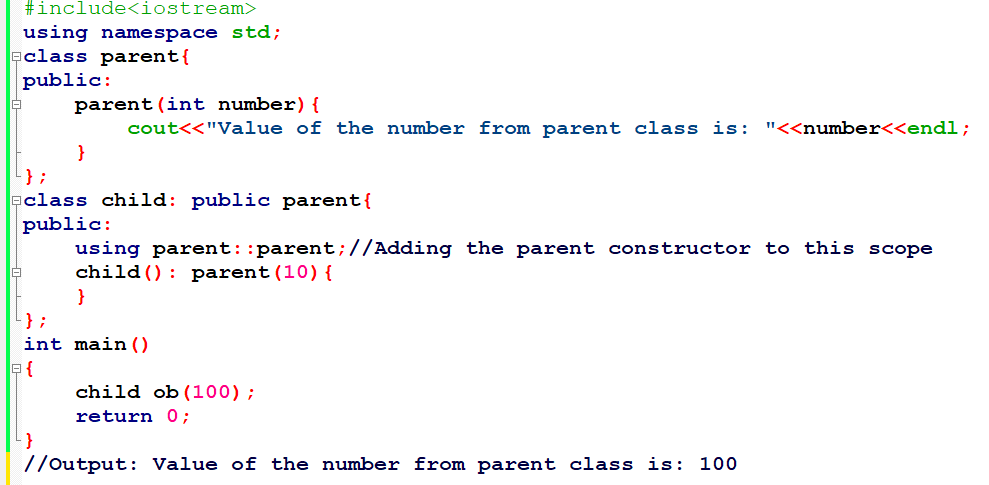 #include<iostream>
using namespace std;
class parent{
public:
    parent(int number){
        cout<<"Value of the number from parent class is: "<<number<<endl;
    }
};
class child: public parent{
public:
    using parent::parent;//Adding the parent constructor to this scope
    child(): parent(10){
    }
};
int main()
{
    child ob(100);
    return 0;
}
//Output: Value of the number from parent class is: 100